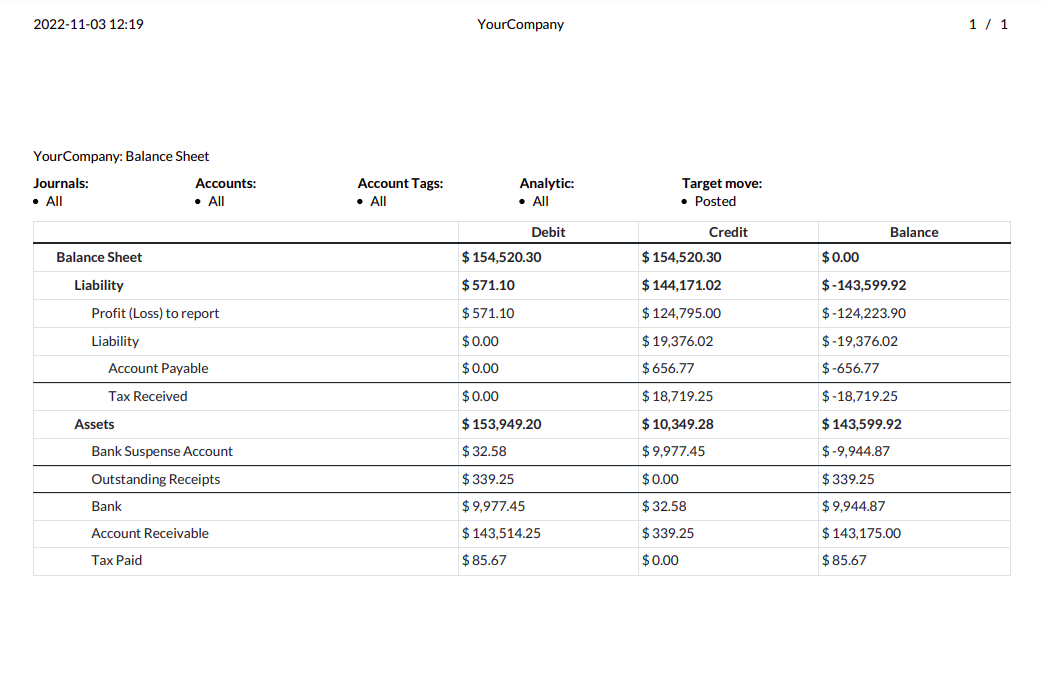 2022-11-03 12:19 YourCompany 1 / 1
YourCompany: Balance Sheet
Journals: Accounts: Account Tags: Analytic: Target move:
• All • All • All • All • Posted
Debit Credit Balance
Balance Sheet $ 154,520.30 $ 154,520.30 $ 0.00
Liability $ 571.10 $ 144,171.02 $ -143,599.92
Profit (Loss) to report $ 571.10 $ 124,795.00 $ -124,223.90
Liability $ 0.00 $ 19,376.02 $ -19,376.02
Account Payable $ 0.00 $ 656.77 $ -656.77
Tax Received $ 0.00 $ 18,719.25 $ -18,719.25
Assets $ 153,949.20 $ 10,349.28 $ 143,599.92
Bank Suspense Account $ 32.58 $ 9,977.45 $ -9,944.87
Outstanding Receipts $ 339.25 $ 0.00 $ 339.25
Bank $ 9,977.45 $ 32.58 $ 9,944.87
Account Receivable $ 143,514.25 $ 339.25 $ 143,175.00
Tax Paid $ 85.67 $ 0.00 $ 85.67